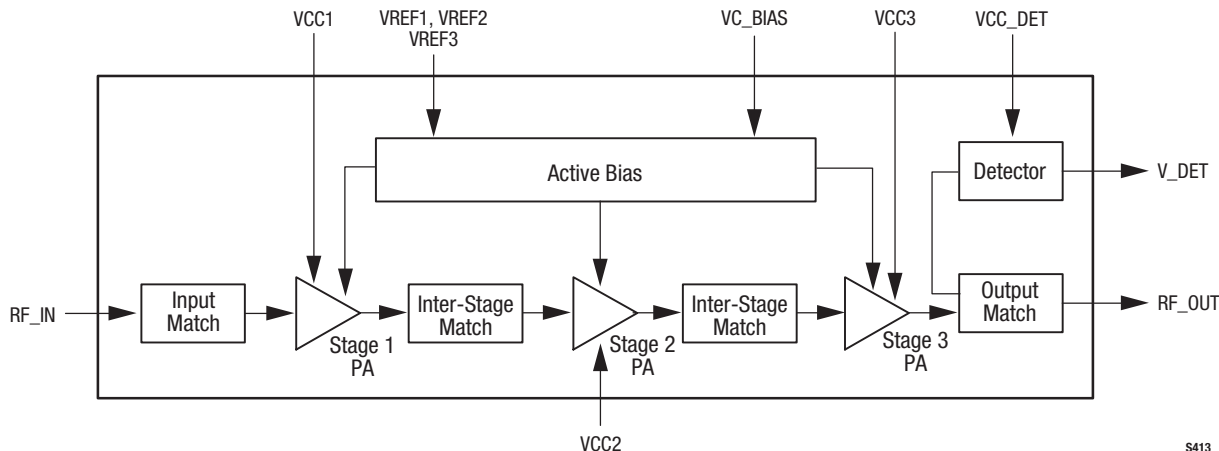 VCC1
VREF1, VREF2
VREF3
VC_BIAS
VCC3
VCC_DET
Active Bias
Detector
V_DET
RF_IN
Input
Match
Stage 1
PA
Inter-Stage
Match
Stage 2
PA
Inter-Stage
Match
Stage 3
PA
Output
Match
RF_OUT
VCC2
S413